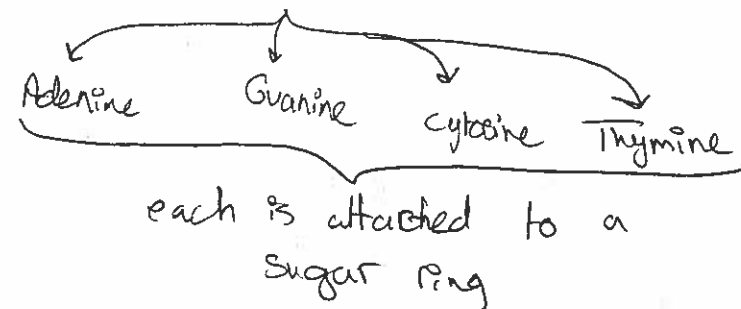 Adenine Guanine Cytosine Thymine
each is attached to a
Sugar ring